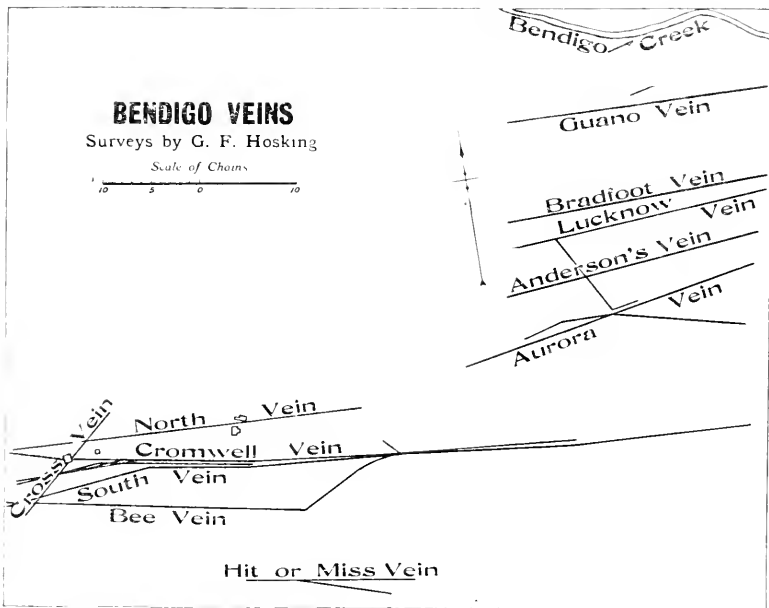 Bendigo Creek
BENDIGO VEINS
Surveys by G. F. Hosking
Scale of Chains
10 5 0 10
Guano Vein
Bradfoot Vein
Lucknow Vein
Anderson's Vein
Aurora Vein
North Vein
Crosso Vein
Cromwell Vein
South Vein
Bee Vein
Hit or Miss Vein